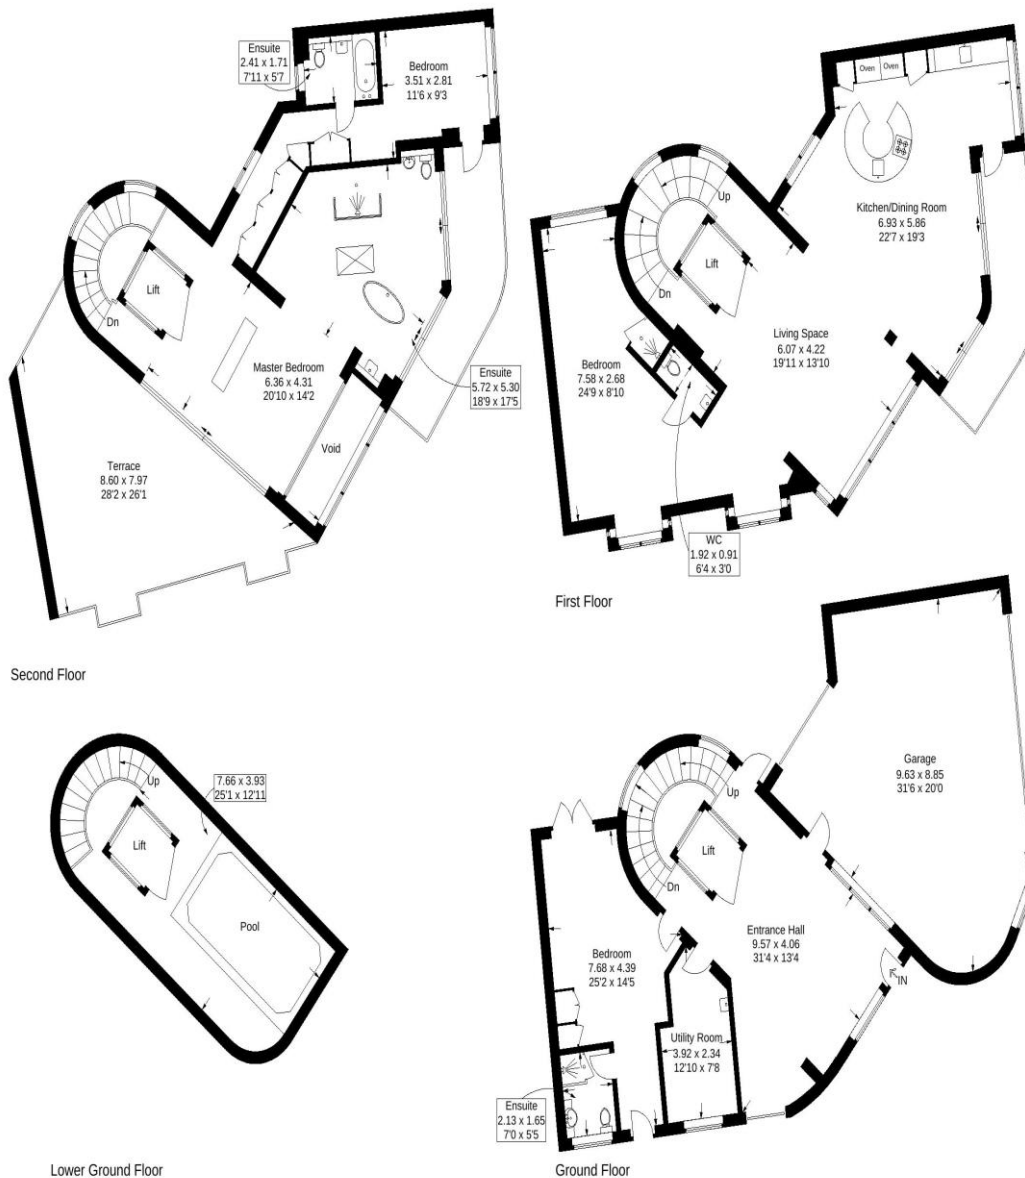 Ensuite
2.41 x 1.71
7'11 x 5'7
Bedroom
3.51 x 2.81
11'6 x 9'3
Lift
Dn
Master Bedroom
6.36 x 4.31
20'10 x 14'2
Ensuite
5.72 x 5.30
18'9 x 17'5
Void
Terrace
8.60 x 7.97
28'2 x 26'1
Second Floor
Oven
Oven
Up
Kitchen/Dining Room
6.93 x 5.86
22'7 x 19'3
Lift
Dn
Living Space
6.07 x 4.22
19'11 x 13'10
Bedroom
7.58 x 2.68
24'9 x 8'10
WC
1.92 x 0.91
6'4 x 3'0
First Floor
Up
7.66 x 3.93
25'1 x 12'11
Lift
Pool
Lower Ground Floor
Garage
9.63 x 8.85
31'6 x 20'0
Up
Lift
Dn
Entrance Hall
9.57 x 4.06
31'4 x 13'4
Bedroom
7.68 x 4.39
25'2 x 14'5
IN
Utility Room
3.92 x 2.34
12'10 x 7'8
Ensuite
2.13 x 1.65
7'0 x 5'5
Ground Floor